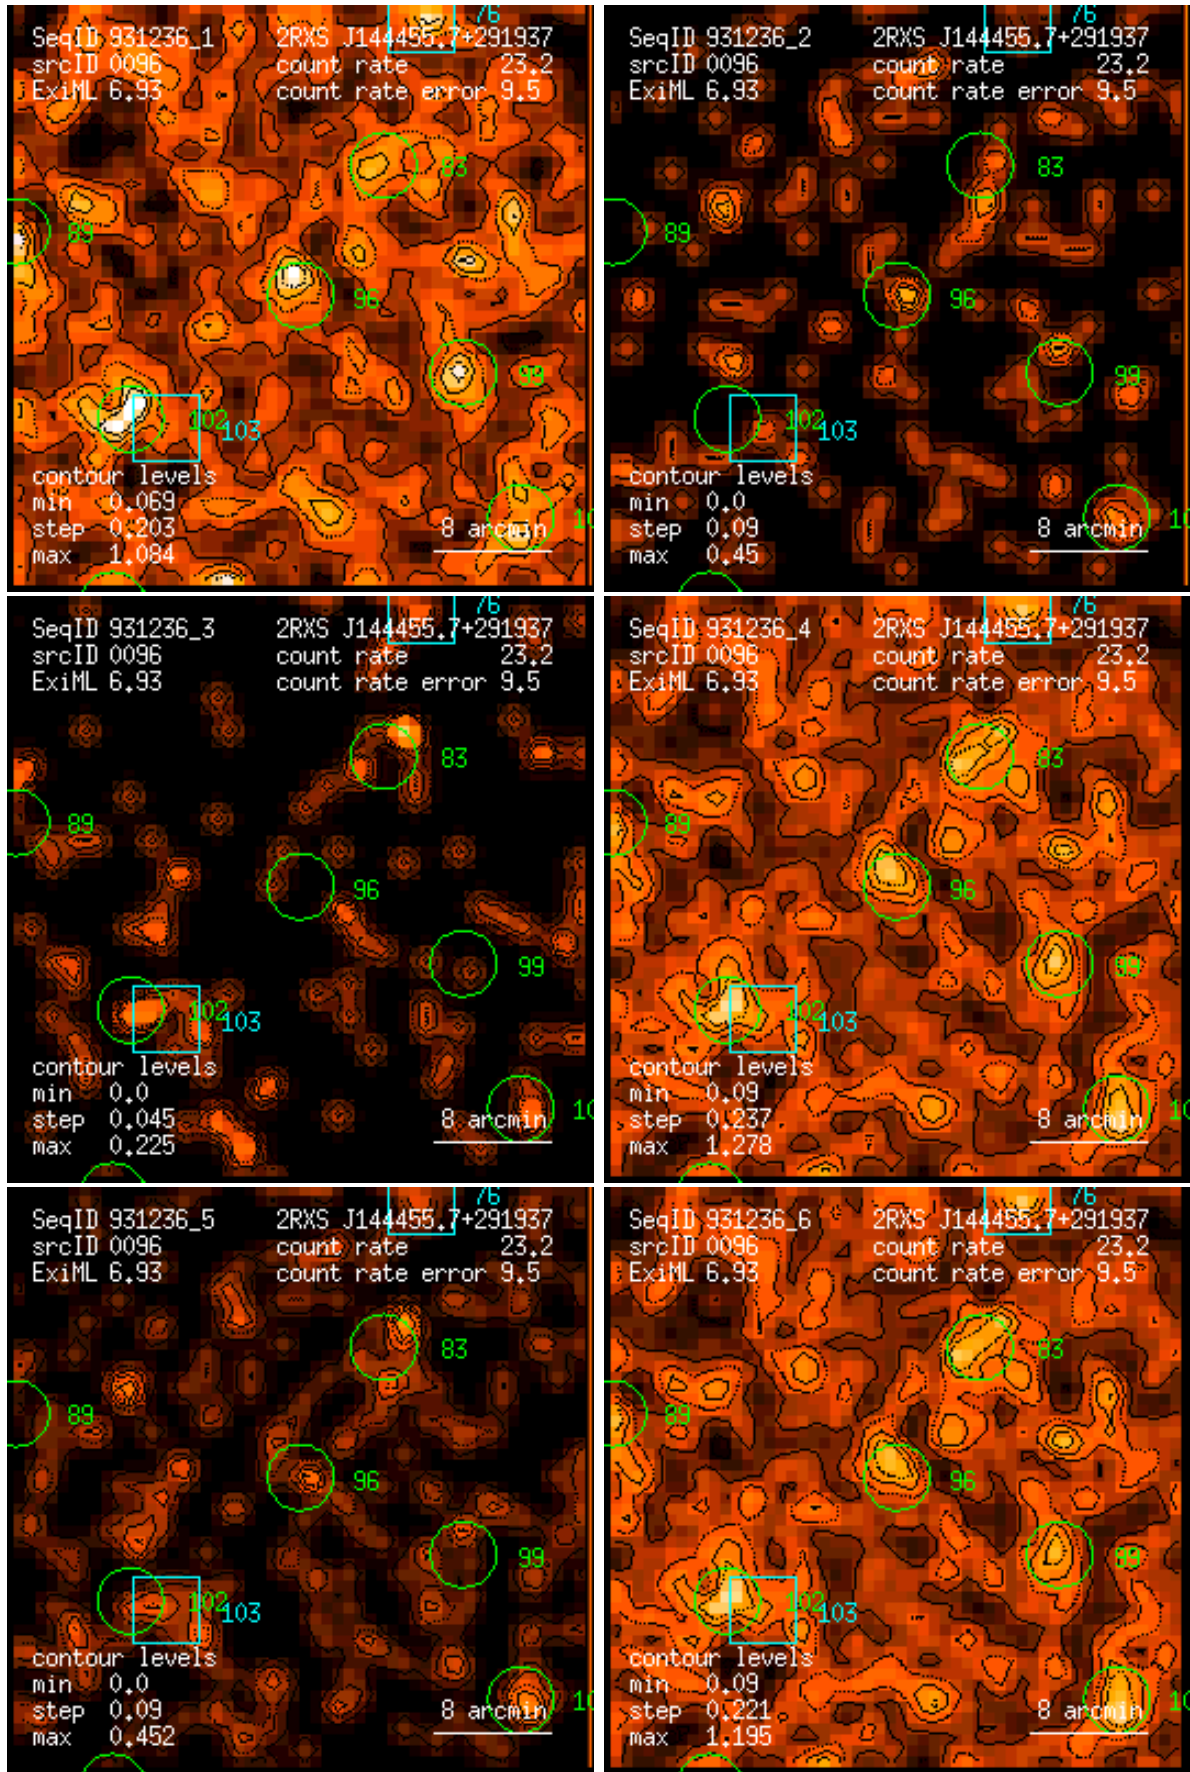 76
SeqID 931236_1 2RXS J144455.7+291937
srcID 0096 count rate 23.2
ExiML 6.93 count rate error 9.5
83
89
96
99
102
103
contour levels
min 0.069
step 0.203
max 1.084
8 arcmin
10
76
SeqID 931236_2 2RXS J144455.7+291937
srcID 0096 count rate 23.2
ExiML 6.93 count rate error 9.5
83
89
96
99
102
103
contour levels
min 0.0
step 0.09
max 0.45
8 arcmin
10
76
SeqID 931236_3 2RXS J144455.7+291937
srcID 0096 count rate 23.2
ExiML 6.93 count rate error 9.5
83
89
96
99
102
103
contour levels
min 0.0
step 0.045
max 0.225
8 arcmin
10
76
SeqID 931236_4 2RXS J144455.7+291937
srcID 0096 count rate 23.2
ExiML 6.93 count rate error 9.5
83
89
96
99
102
103
contour levels
min 0.09
step 0.237
max 1.278
8 arcmin
10
76
SeqID 931236_5 2RXS J144455.7+291937
srcID 0096 count rate 23.2
ExiML 6.93 count rate error 9.5
83
89
96
99
102
103
contour levels
min 0.0
step 0.09
max 0.452
8 arcmin
10
76
SeqID 931236_6 2RXS J144455.7+291937
srcID 0096 count rate 23.2
ExiML 6.93 count rate error 9.5
83
89
96
99
102
103
contour levels
min 0.09
step 0.221
max 1.195
8 arcmin
10